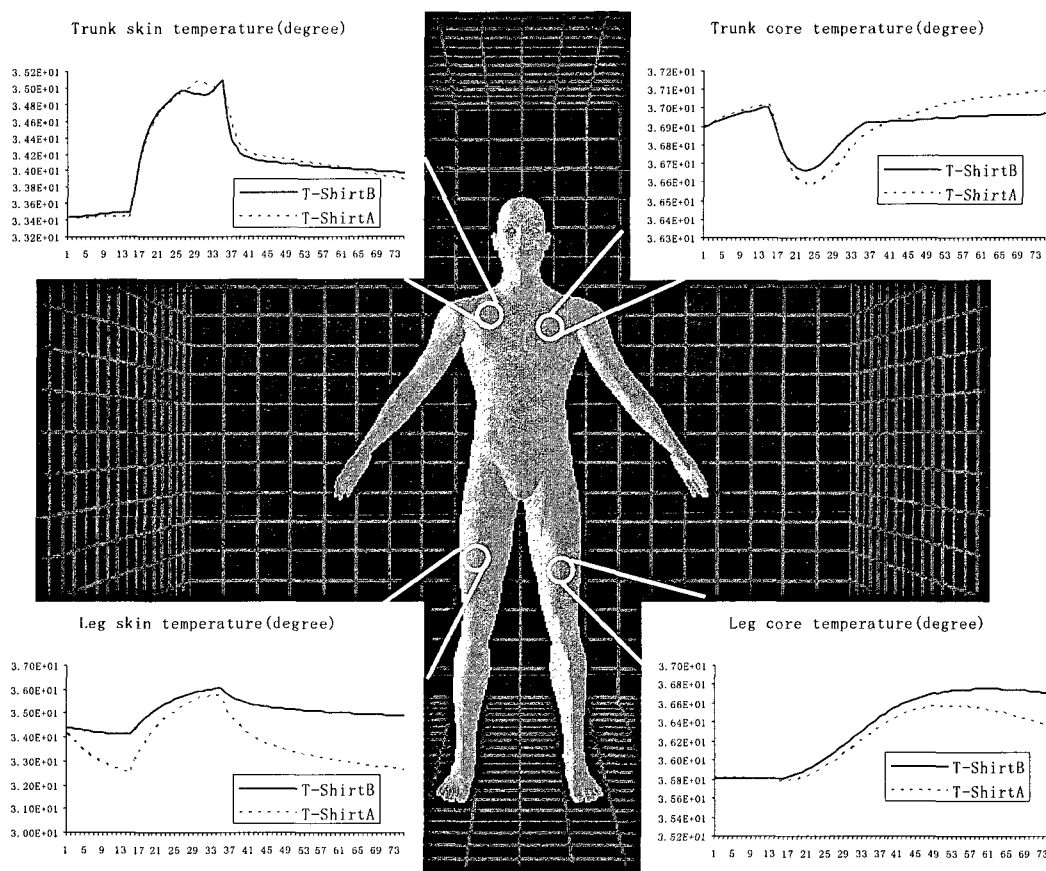 Trunk skin temperature(degree)
3.52E+01
3.50E+01
3.48E+01
3.46E+01
3.44E+01
3.42E+01
3.40E+01
3.38E+01
3.36E+01
3.34E+01
3.32E+01
T-ShirtB
T-ShirtA
1 5 9 13 17 21 25 29 33 37 41 45 49 53 57 61 65 69 73
Trunk core temperature(degree)
3.72E+01
3.71E+01
3.70E+01
3.69E+01
3.68E+01
3.67E+01
3.66E+01
3.65E+01
3.64E+01
3.63E+01
T-ShirtB
T-ShirtA
1 5 9 13 17 21 25 29 33 37 41 45 49 53 57 61 65 69 73
Leg skin temperature(degree)
3.70E+01
3.60E+01
3.50E+01
3.40E+01
3.30E+01
3.20E+01
3.10E+01
3.00E+01
T-ShirtB
T-ShirtA
1 5 9 13 17 21 25 29 33 37 41 45 49 53 57 61 65 69 73
Leg core temperature(degree)
3.70E+01
3.68E+01
3.66E+01
3.64E+01
3.62E+01
3.60E+01
3.58E+01
3.56E+01
3.54E+01
3.52E+01
T-ShirtB
T-ShirtA
1 5 9 13 17 21 25 29 33 37 41 45 49 53 57 61 65 69 73